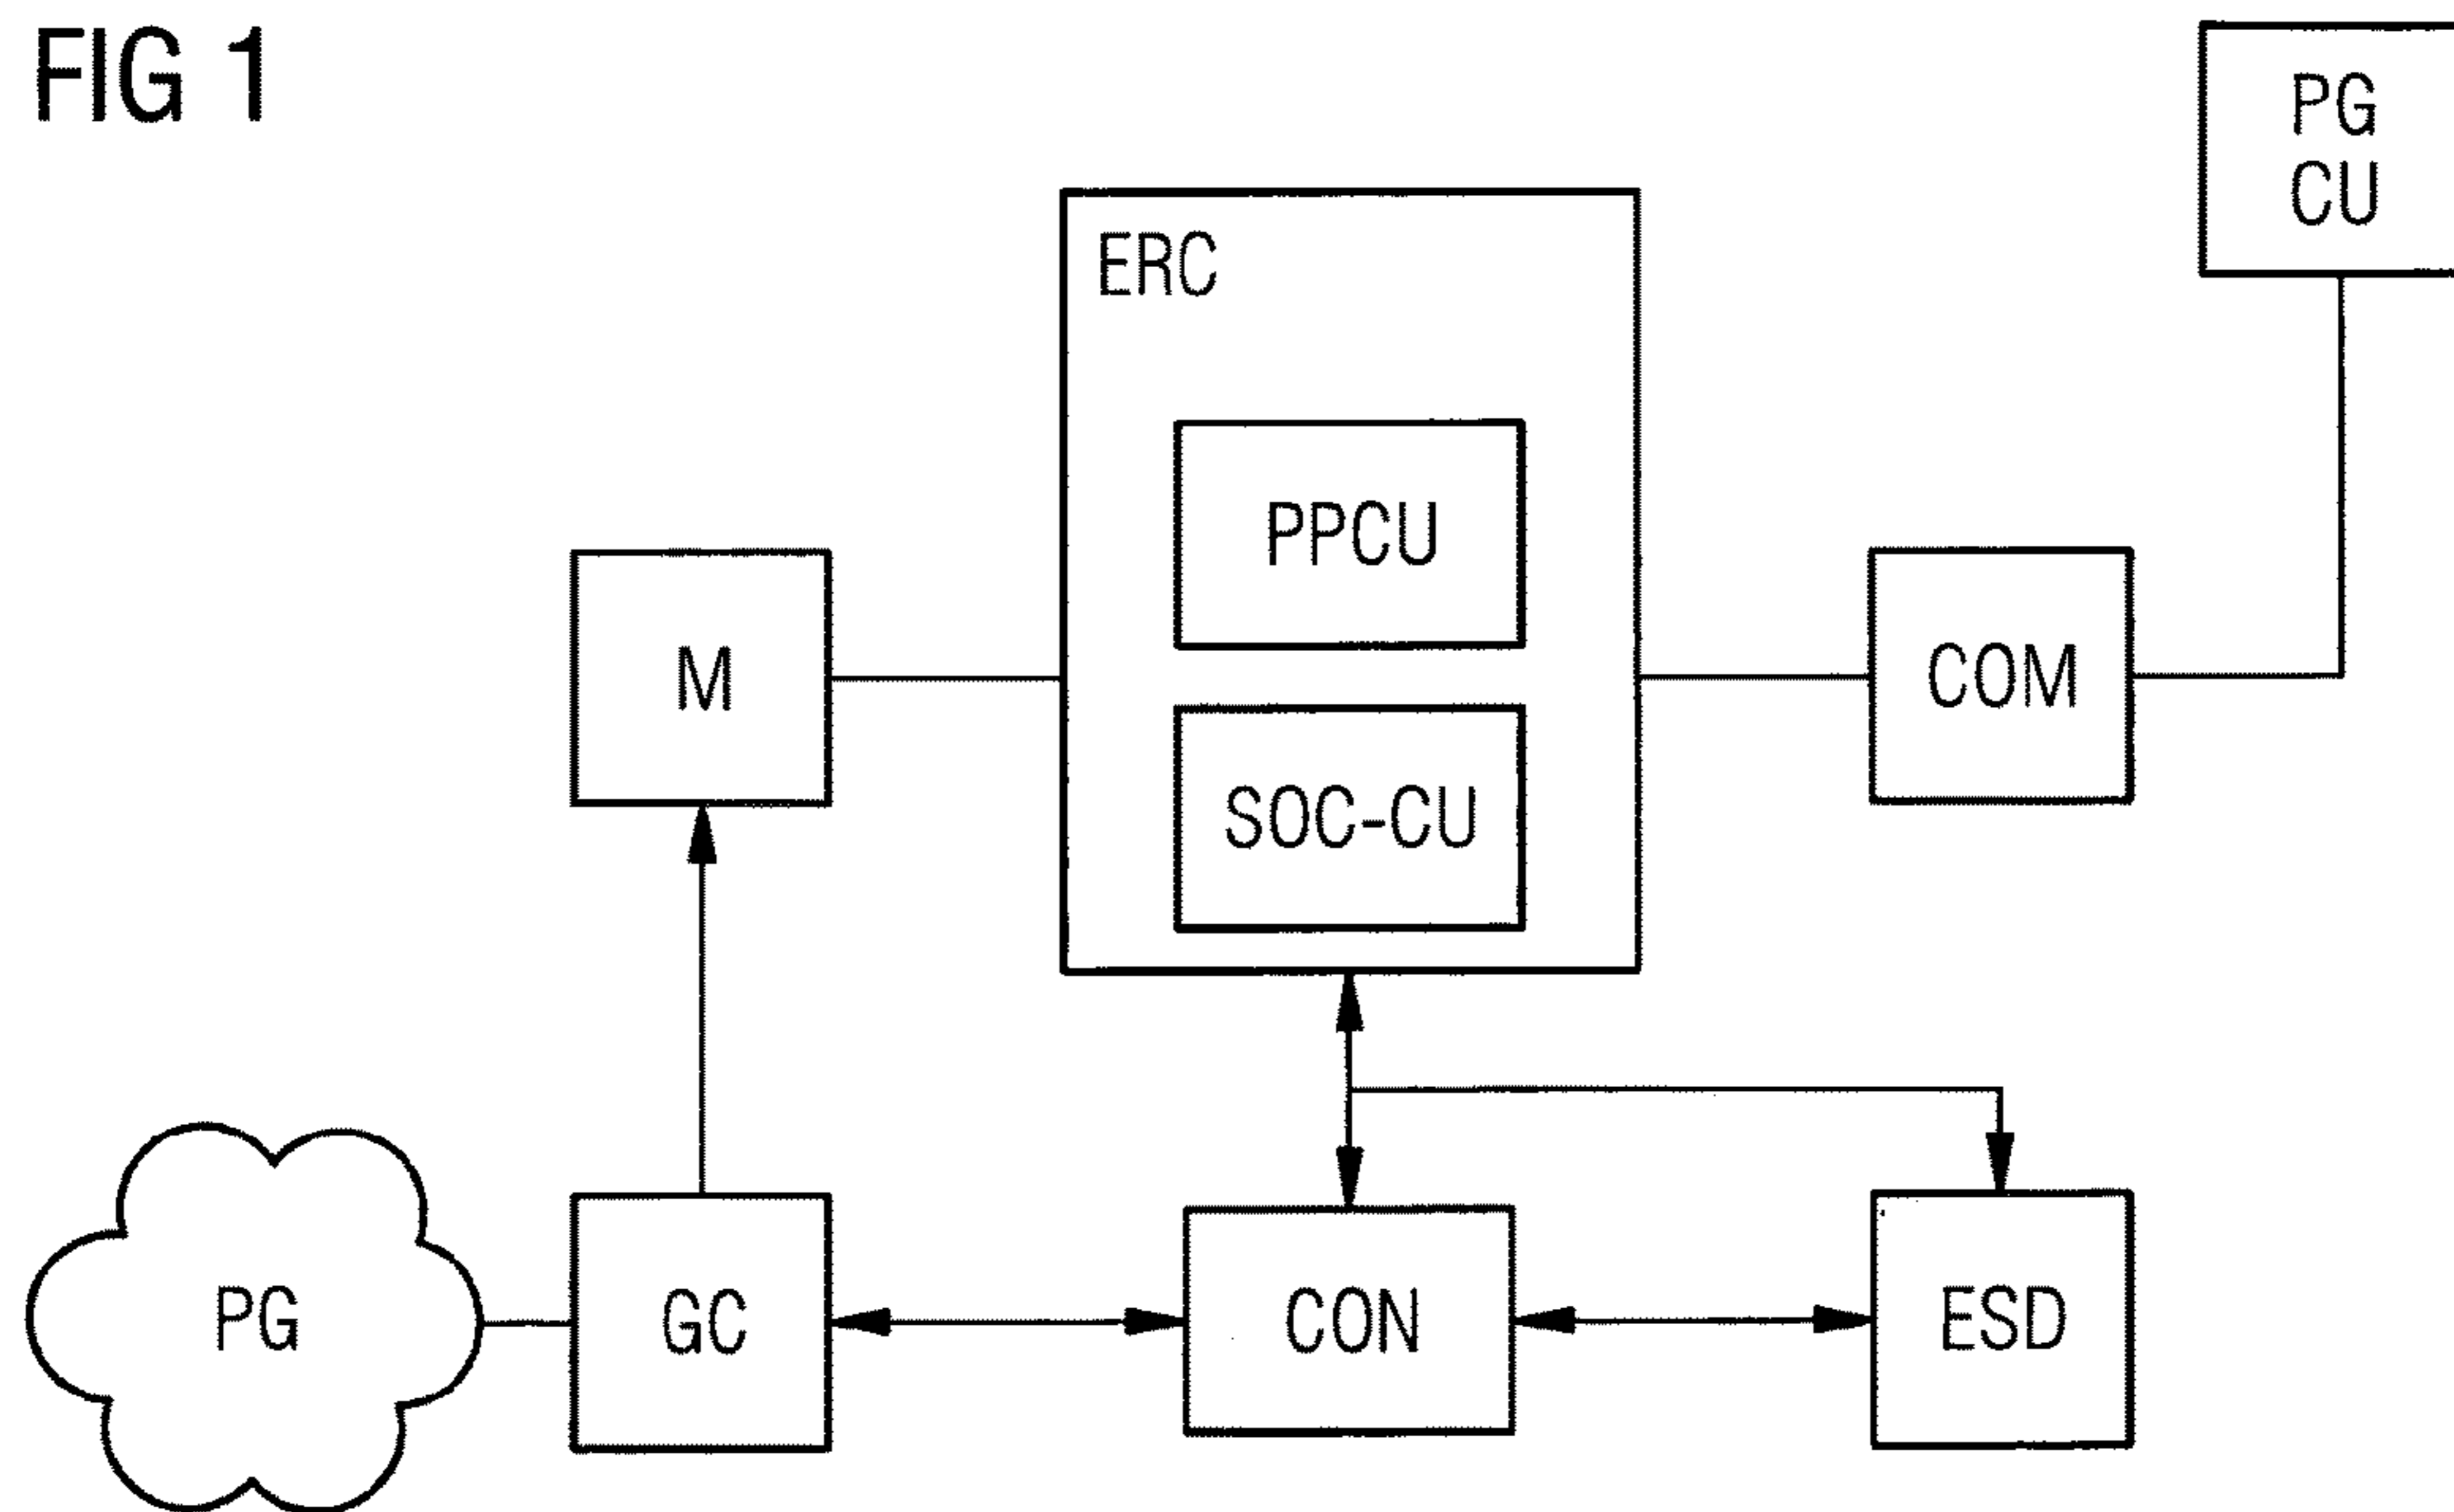 FIG 1
PG
CU
ERC
PPCU
M
COM
SOC-CU
PG
GC
CON
ESD